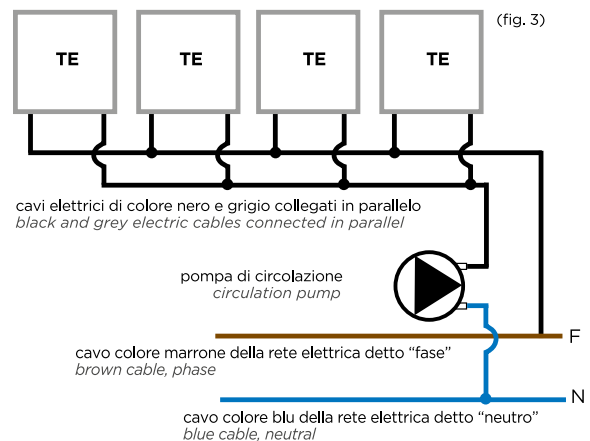 (fig. 3)
TE TE TE TE
cavi elettrici di colore nero e grigio collegati in parallelo
black and grey electric cables connected in parallel
pompa di circolazione
circulation pump
F
cavo colore marrone della rete elettrica detto “fase”
brown cable, phase
N
cavo colore blu della rete elettrica detto “neutro”
blue cable, neutral